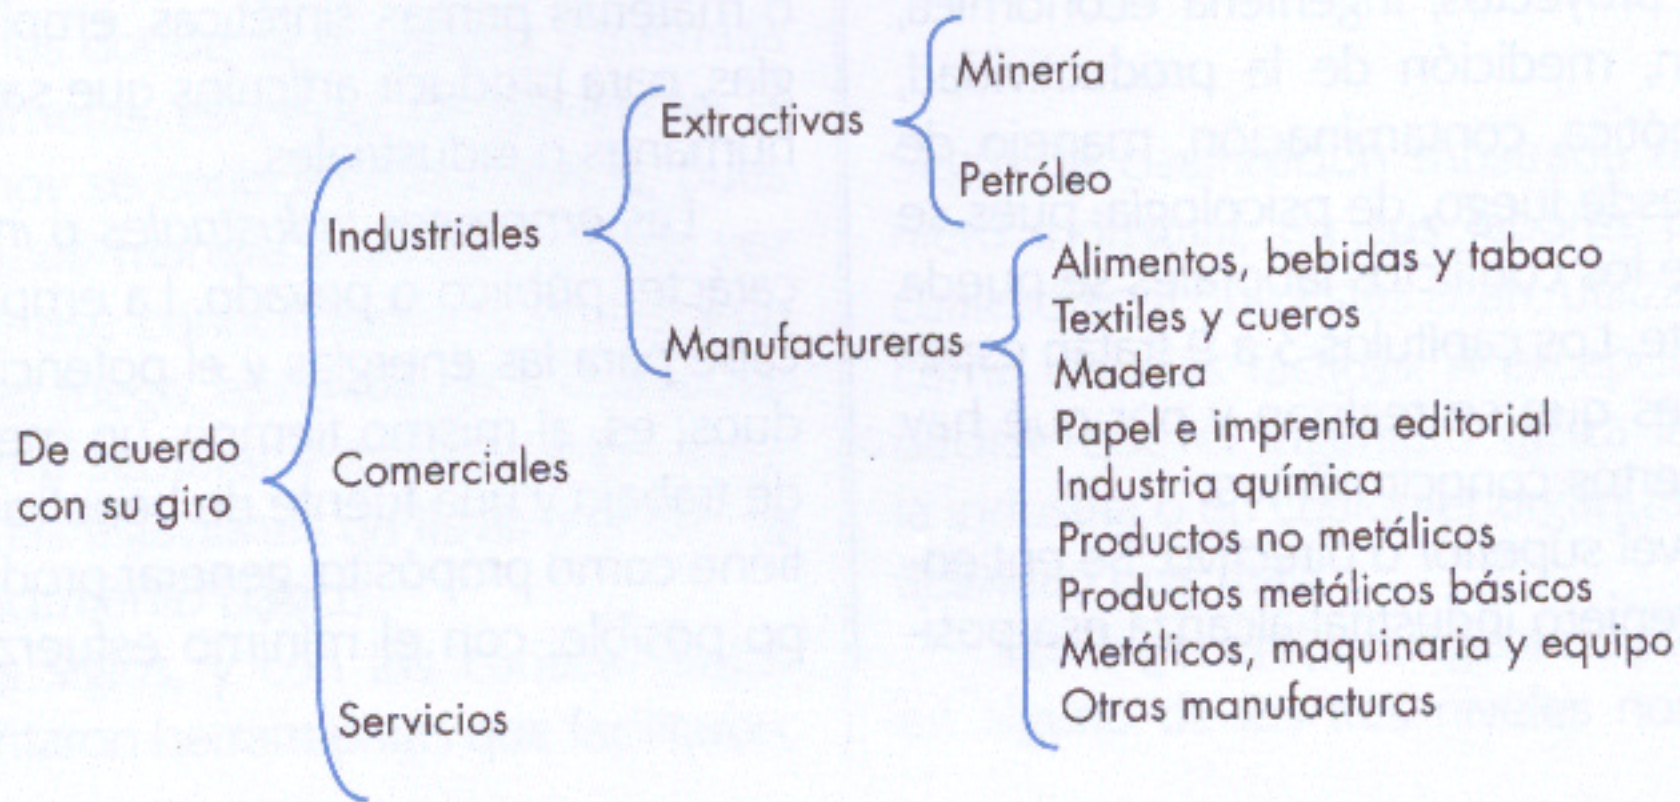 De acuerdo
con su giro
Industriales
Extractivas
Minería
Petróleo
Manufactureras
Alimentos, bebidas y tabaco
Textiles y cueros
Madera
Papel e imprenta editorial
Industria química
Productos no metálicos
Productos metálicos básicos
Metálicos, maquinaria y equipo
Otras manufacturas
Comerciales
Servicios